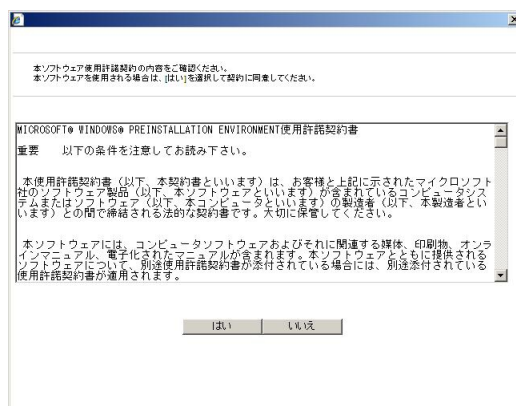 本ソフトウェア使用許諾契約の内容をご確認ください。
本ソフトウェアを使用される場合は、[はい]を選択して契約に同意してください。
MICROSOFT® WINDOWS® PREINSTALLATION ENVIRONMENT使用許諾契約書
重要　　以下の条件を注意してお読み下さい。
本使用許諾契約書（以下、本契約書といいます）は、お客様と上記に示されたマイクロソフト
社のソフトウェア製品（以下、本ソフトウェアといいます）が含まれているコンピュータシス
テムまたはソフトウェア（以下、本コンピュータといいます）の製造者（以下、本製造者とい
います）との間で締結される法的な契約書です。大切に保管してください。
本ソフトウェアには、コンピュータソフトウェアおよびそれに関連する媒体、印刷物、オンラ
インマニュアル、電子化されたマニュアルが含まれます。本ソフトウェアとともに提供される
ソフトウェアについて、別途使用許諾契約書が添付されている場合には、別途添付されている
使用許諾契約書が適用されます。
はい
いいえ